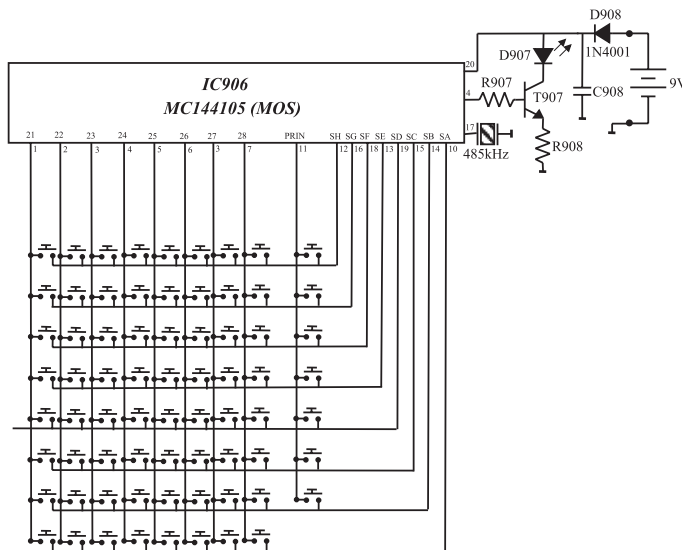 D908
1N4001
D907
20
IC906
MC144105 (MOS)
R907
4
T907
C908
9V
17
485kHz
R908
21 22 23 24 25 26 27 28 PRIN SH SG SF SE SD SC SB SA
1 2 3 4 5 6 3 7 11 12 16 18 13 19 15 14 10